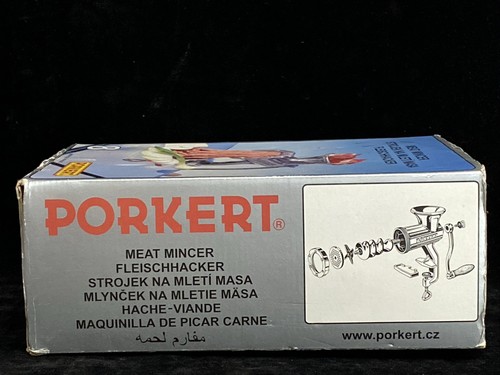 PORKERT®
MEAT MINCER
FLEISCHHACKER
STROJEK NA MLETÍ MASA
MLYNČEK NA MLETIE MÄSA
HACHE-VIANDE
MAQUINILLA DE PICAR CARNE
مفارم لحمه
www.porkert.cz